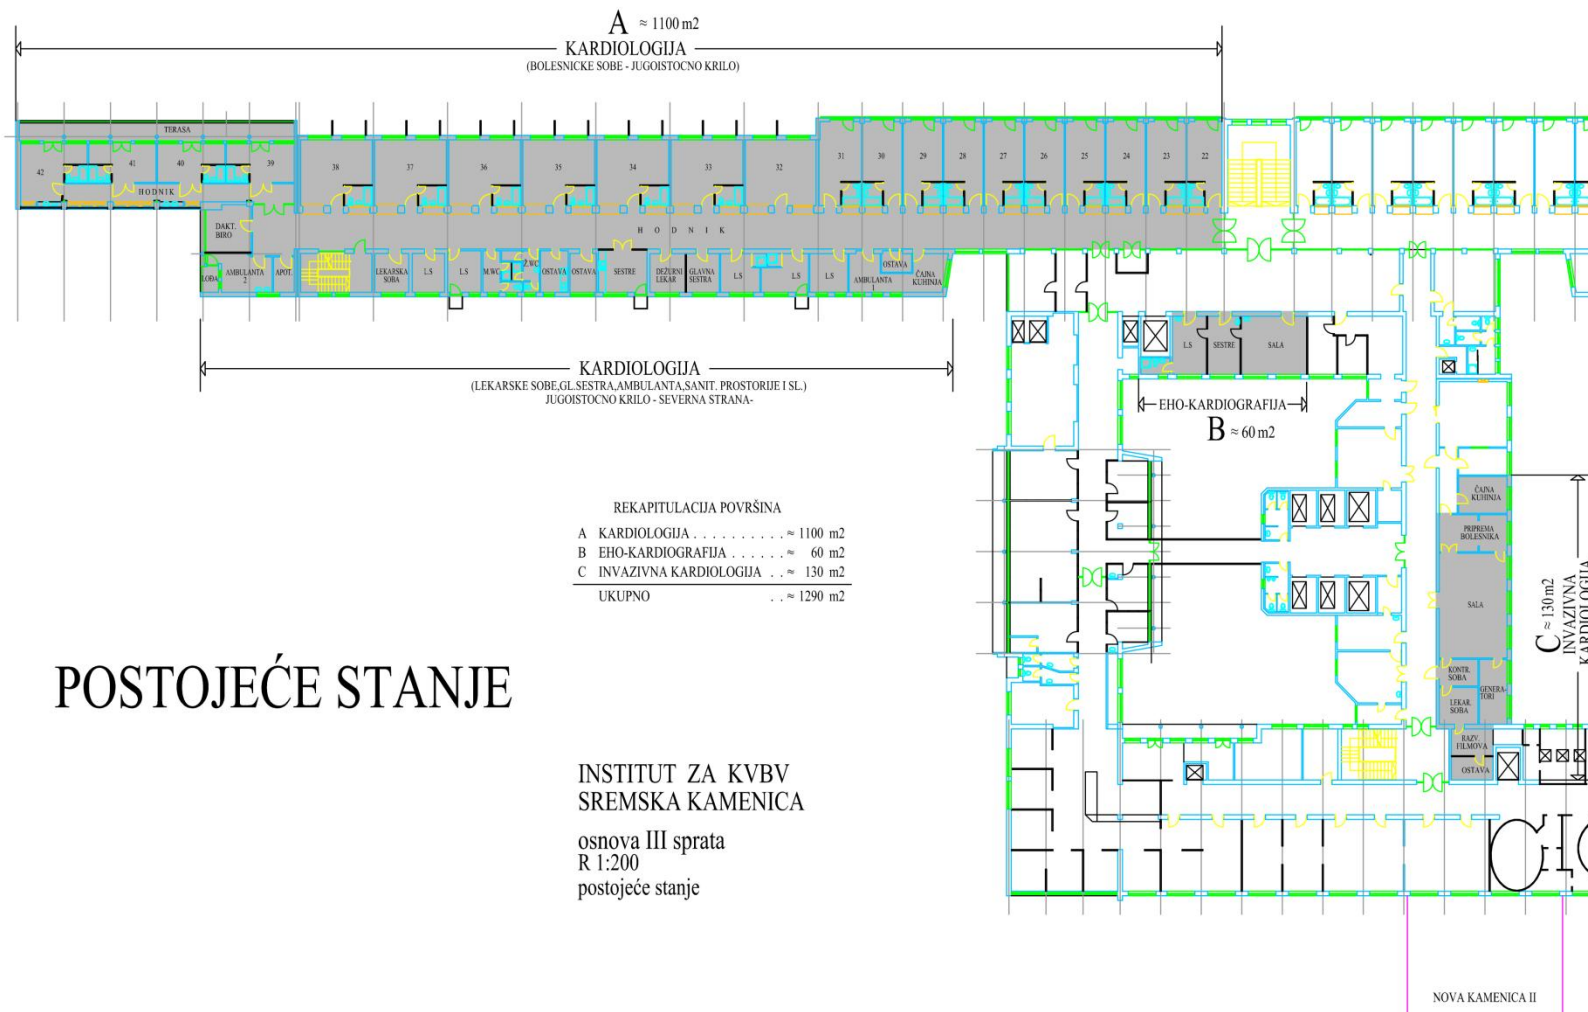 A ≈ 1100 m2
KARDIOLOGIJA
(BOLESNICKE SOBE - JUGOISTOCNO KRILO)
TERASA
42
41
40
39
38
37
36
35
34
33
32
31
30
29
28
27
26
25
24
23
22
HODNIK
DAKT.
BIRO
HODNIK
LOĐA
AMBULANTA
2
APOT.
LEKARSKA
SOBA
L.S
L.S
M.WC
Ž.WC
OSTAVA
OSTAVA
SESTRE
DEŽURNI
LEKAR
GLAVNA
SESTRA
L.S
L.S
L.S
AMBULANTA
1
OSTAVA
ČAJNA
KUHINJA
KARDIOLOGIJA
(LEKARSKE SOBE,GL.SESTRA,AMBULANTA,SANIT. PROSTORIJE I SL.)
JUGOISTOCNO KRILO - SEVERNA STRANA-
L.S
SESTRE
SALA
EHO-KARDIOGRAFIJA
B ≈ 60 m2
REKAPITULACIJA POVRŠINA
A KARDIOLOGIJA . . . . . . . . . . ≈ 1100 m2
B EHO-KARDIOGRAFIJA . . . . . . ≈ 60 m2
C INVAZIVNA KARDIOLOGIJA . . ≈ 130 m2
UKUPNO . . ≈ 1290 m2
ČAJNA
KUHINJA
PRIPREMA
BOLESNIKA
SALA
KONTR.
SOBA
GENERA-
TORI
LEKAR.
SOBA
RAZV.
FILMOVA
OSTAVA
C ≈ 130 m2
INVAZIVNA
KARDIOLOGIJA
POSTOJEĆE STANJE
INSTITUT ZA KVBV
SREMSKA KAMENICA
osnova III sprata
R 1:200
postojeće stanje
NOVA KAMENICA II